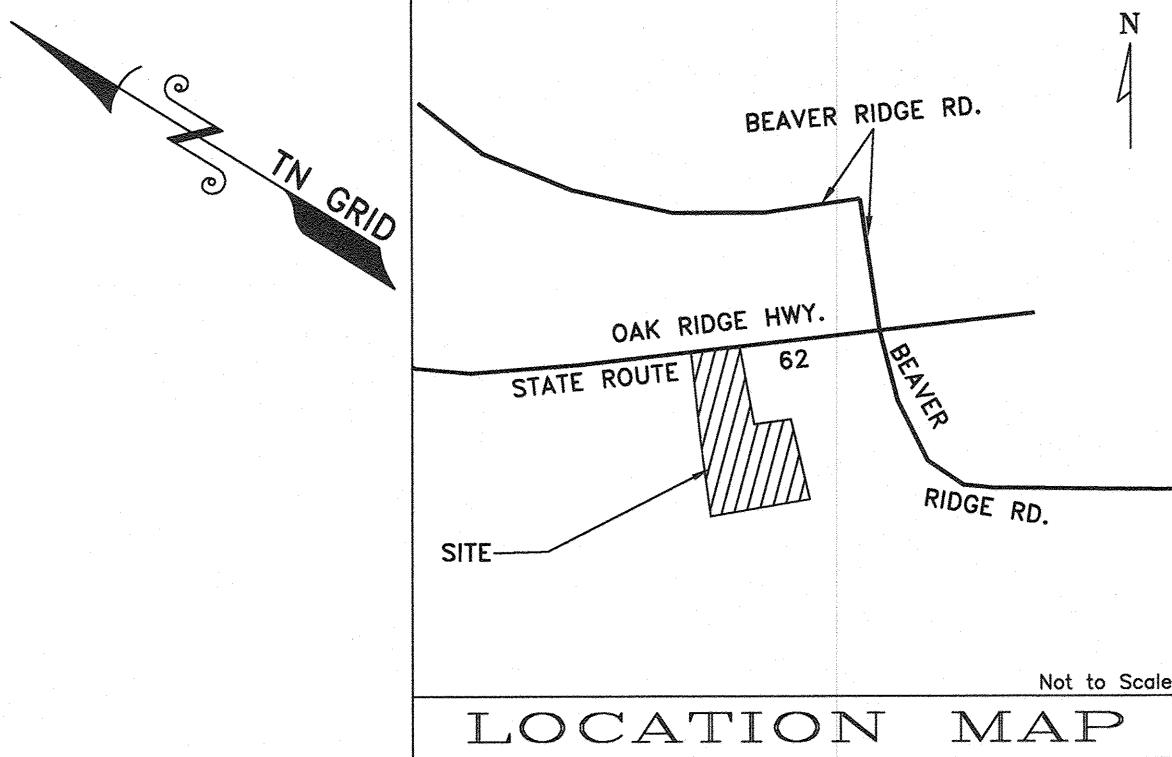 N
TN GRID
BEAVER RIDGE RD.
OAK RIDGE HWY.
STATE ROUTE 62
BEAVER
RIDGE RD.
SITE
Not to Scale
LOCATION MAP